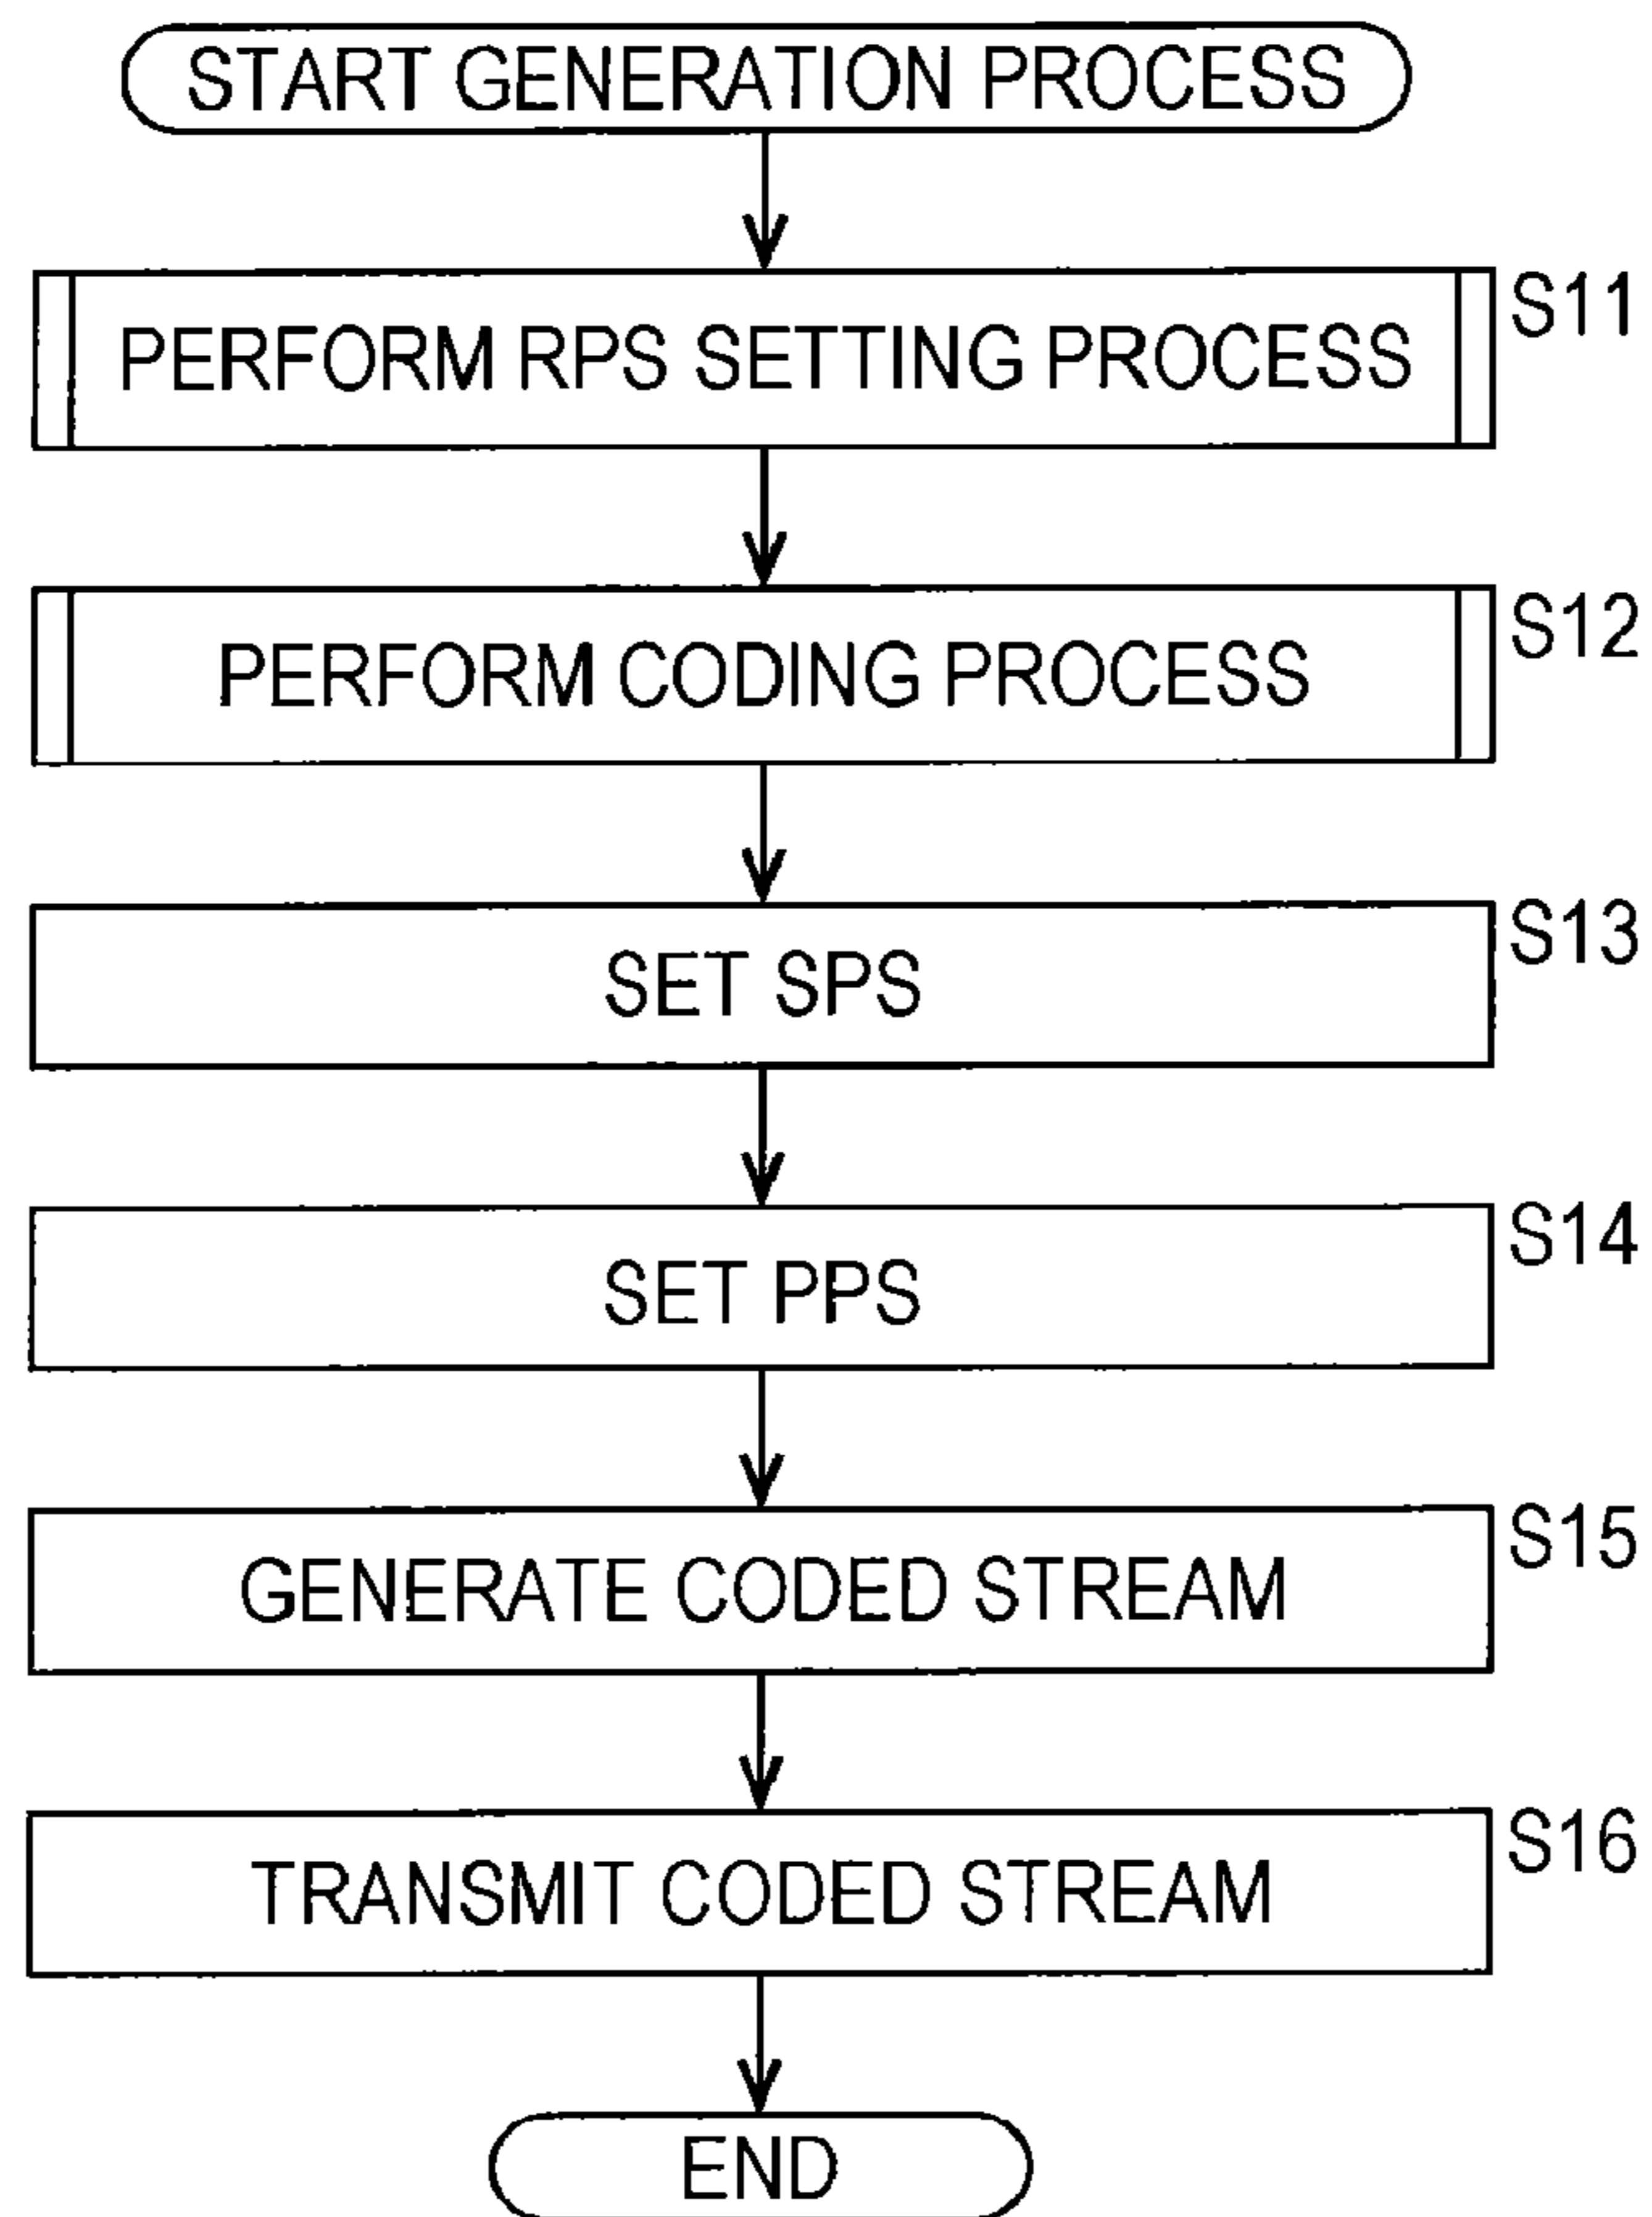 START GENERATION PROCESS
S11
PERFORM RPS SETTING PROCESS
S12
PERFORM CODING PROCESS
S13
SET SPS
S14
SET PPS
S15
GENERATE CODED STREAM
S16
TRANSMIT CODED STREAM
END